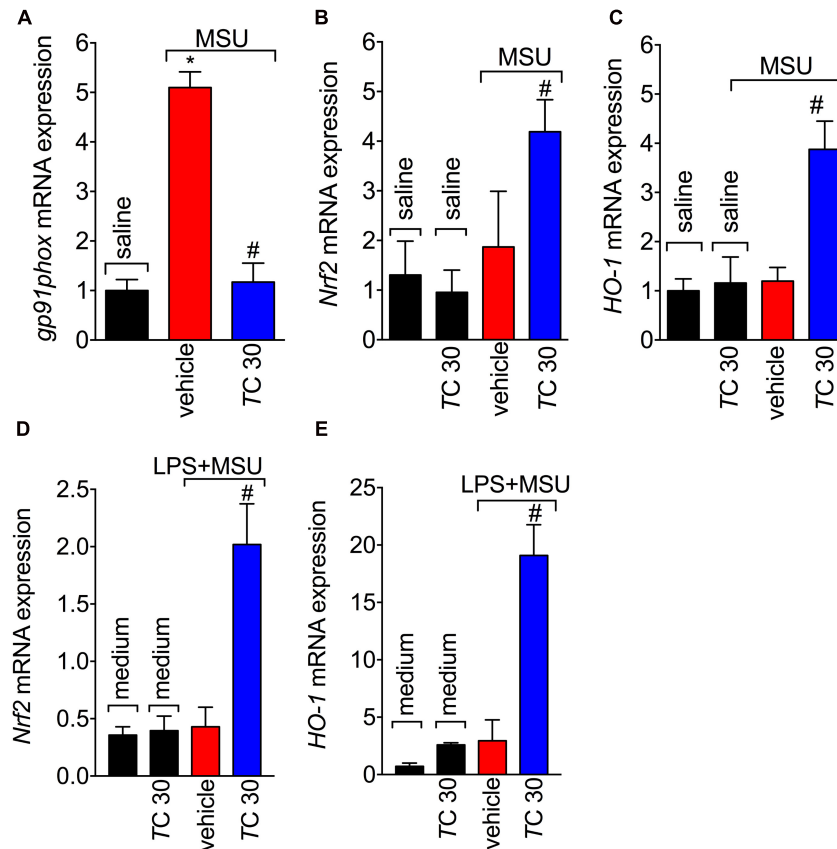 A
MSU
*
#
saline
gp91phox mRNA expression
6
5
4
3
2
1
0
vehicle
TC 30
B
MSU
#
saline
saline
Nrf2 mRNA expression
6
5
4
3
2
1
0
TC 30
vehicle
TC 30
C
MSU
#
saline
saline
HO-1 mRNA expression
6
5
4
3
2
1
0
TC 30
vehicle
TC 30
D
LPS+MSU
#
medium
medium
Nrf2 mRNA expression
2.5
2.0
1.5
1.0
0.5
0.0
TC 30
vehicle
TC 30
E
LPS+MSU
#
medium
medium
HO-1 mRNA expression
25
20
15
10
5
0
TC 30
vehicle
TC 30